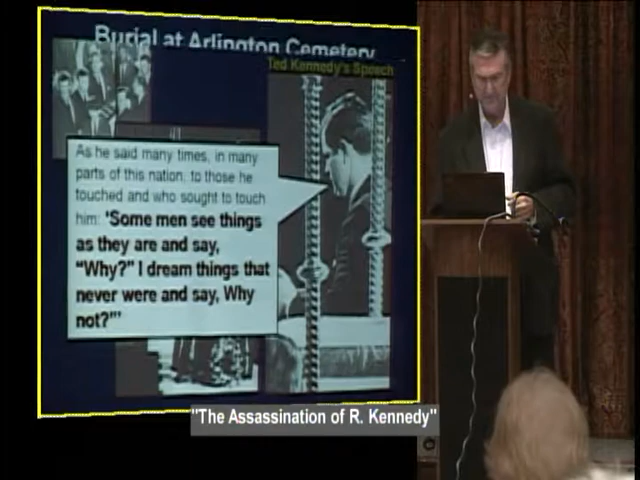 Burial at Arlington Cemetery
Ted Kennedy's Speech
As he said many times, in many
parts of this nation, to those he
touched and who sought to touch
him: 'Some men see things
as they are and say,
"Why?" I dream things that
never were and say, Why
not?'"
"The Assassination of R. Kennedy"